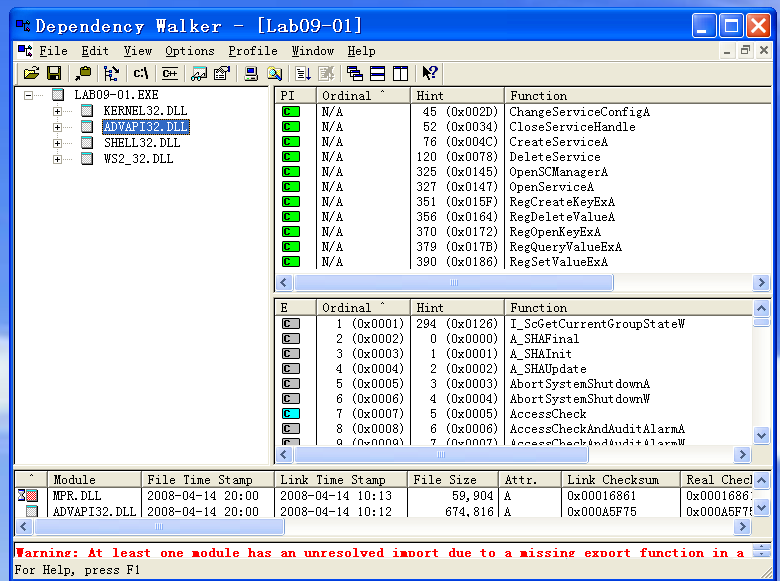 Dependency Walker - [Lab09-01]
File Edit View Options Profile Window Help
c:\ C++
LAB09-01.EXE
KERNEL32.DLL
ADVAPI32.DLL
SHELL32.DLL
WS2_32.DLL
PI Ordinal ^ Hint Function
C N/A 45 (0x002D) ChangeServiceConfigA
C N/A 52 (0x0034) CloseServiceHandle
C N/A 76 (0x004C) CreateServiceA
C N/A 120 (0x0078) DeleteService
C N/A 325 (0x0145) OpenSCManagerA
C N/A 327 (0x0147) OpenServiceA
C N/A 351 (0x015F) RegCreateKeyExA
C N/A 356 (0x0164) RegDeleteValueA
C N/A 370 (0x0172) RegOpenKeyExA
C N/A 379 (0x017B) RegQueryValueExA
C N/A 390 (0x0186) RegSetValueExA
E Ordinal ^ Hint Function
C 1 (0x0001) 294 (0x0126) I_ScGetCurrentGroupStateW
C 2 (0x0002) 0 (0x0000) A_SHAFinal
C 3 (0x0003) 1 (0x0001) A_SHAInit
C 4 (0x0004) 2 (0x0002) A_SHAUpdate
C 5 (0x0005) 3 (0x0003) AbortSystemShutdownA
C 6 (0x0006) 4 (0x0004) AbortSystemShutdownW
C 7 (0x0007) 5 (0x0005) AccessCheck
C 8 (0x0008) 6 (0x0006) AccessCheckAndAuditAlarmA
C 9 (0x0009) 7 (0x0007) AccessCheckAndAuditAlarmW
^ Module File Time Stamp Link Time Stamp File Size Attr. Link Checksum Real Check
MPR.DLL 2008-04-14 20:00 2008-04-14 10:13 59,904 A 0x00016861 0x00016861
ADVAPI32.DLL 2008-04-14 20:00 2008-04-14 10:12 674,816 A 0x000A5F75 0x000A5F75
Warning: At least one module has an unresolved import due to a missing export function in a
For Help, press F1